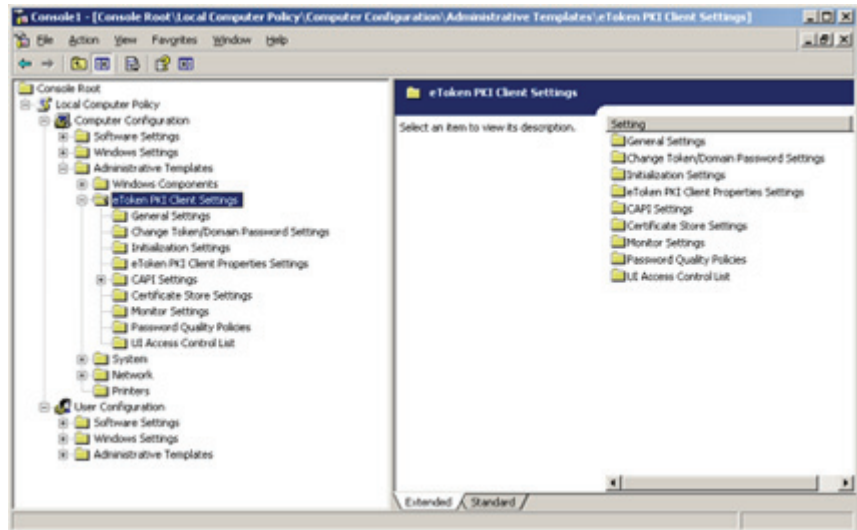 Console1 - [Console Root\Local Computer Policy\Computer Configuration\Administrative Templates\eToken PKI Client Settings]
File Action View Favorites Window Help
Console Root
Local Computer Policy
Computer Configuration
Software Settings
Windows Settings
Administrative Templates
Windows Components
eToken PKI Client Settings
General Settings
Change Token/Domain Password Settings
Initialization Settings
eToken PKI Client Properties Settings
CAPI Settings
Certificate Store Settings
Monitor Settings
Password Quality Policies
UI Access Control List
System
Network
Printers
User Configuration
Software Settings
Windows Settings
Administrative Templates
eToken PKI Client Settings
Select an item to view its description.
Setting
General Settings
Change Token/Domain Password Settings
Initialization Settings
eToken PKI Client Properties Settings
CAPI Settings
Certificate Store Settings
Monitor Settings
Password Quality Policies
UI Access Control List
Extended Standard